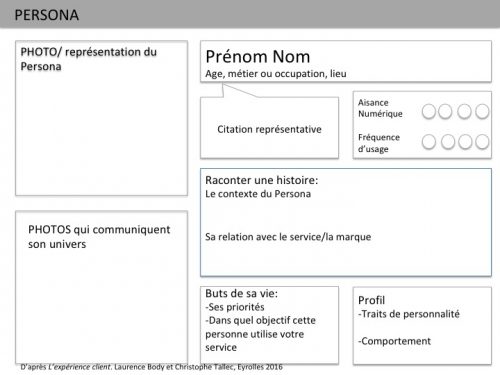 PERSONA
PHOTO/ représentation du
Persona
Prénom Nom
Age, métier ou occupation, lieu
Citation représentative
Aisance
Numérique
Fréquence
d'usage
Raconter une histoire:
Le contexte du Persona
Sa relation avec le service/la marque
PHOTOS qui communiquent
son univers
Buts de sa vie:
-Ses priorités
-Dans quel objectif cette
personne utilise votre
service
Profil
-Traits de personnalité
-Comportement
D'après L'expérience client. Laurence Body et Christophe Tallec, Eyrolles 2016